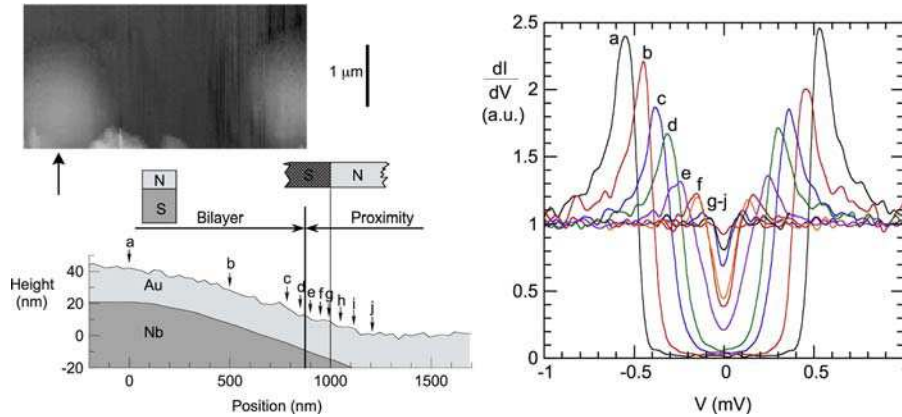 1 μm
N
S
S
N
Bilayer
Proximity
a
b
c
d
e
f
g
h
i
j
Height
(nm)
40
20
0
-20
Au
Nb
0
500
1000
1500
Position (nm)
2.5
2
1.5
1
0.5
0
dI
dV
(a.u.)
a
b
c
d
e
f
g-j
-1
-0.5
0
0.5
1
V (mV)